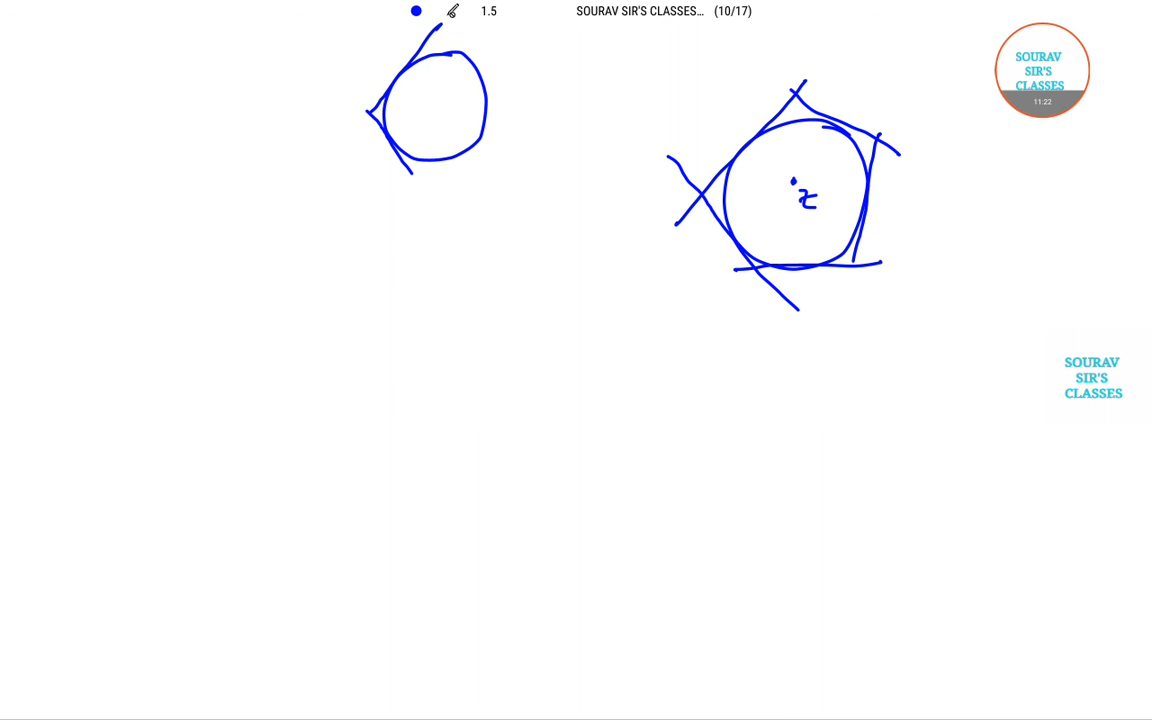 1.5 SOURAV SIR'S CLASSES... (10/17)
SOURAV
SIR'S
CLASSES
11:22
z
SOURAV
SIR'S
CLASSES